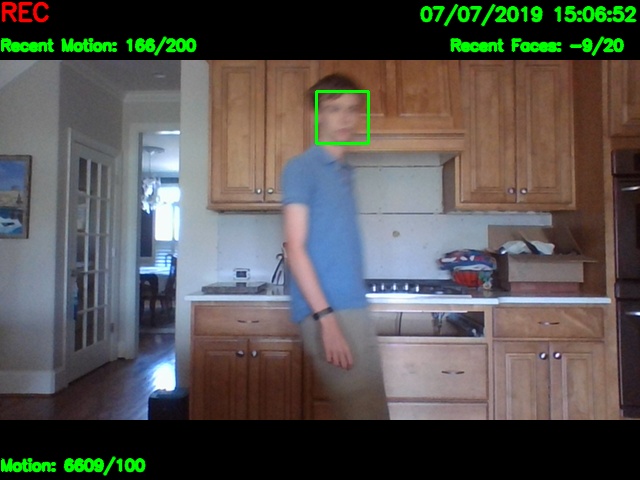 REC
07/07/2019 15:06:52
Recent Motion: 166/200
Recent Faces: -9/20
Motion: 6609/100